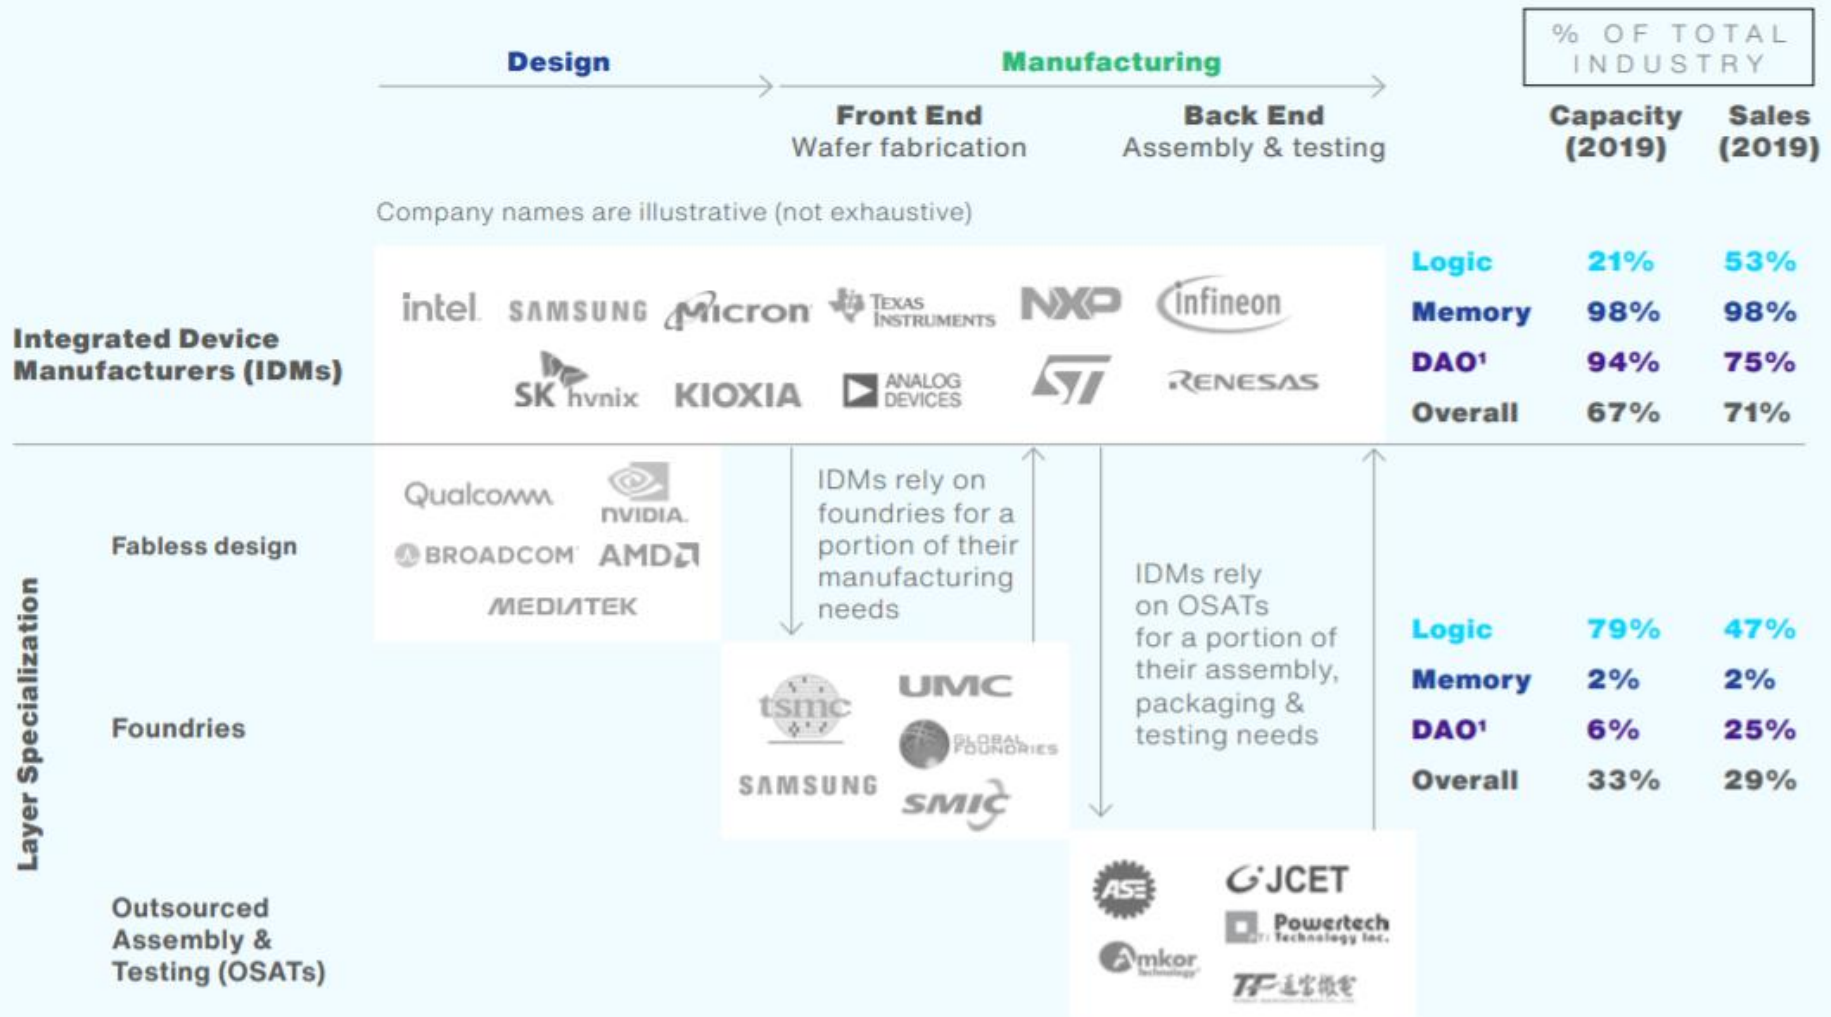 % OF TOTAL
INDUSTRY
Design
Manufacturing
Front End
Wafer fabrication
Back End
Assembly & testing
Capacity
(2019)
Sales
(2019)
Company names are illustrative (not exhaustive)
Integrated Device
Manufacturers (IDMs)
intel
SAMSUNG
Micron
TEXAS
INSTRUMENTS
NXP
infineon
SK hynix
KIOXIA
ANALOG
DEVICES
ST
RENESAS
Logic 21% 53%
Memory 98% 98%
DAO¹ 94% 75%
Overall 67% 71%
Layer Specialization
Fabless design
Qualcomm
NVIDIA.
BROADCOM
AMD
MEDIATEK
IDMs rely on
foundries for a
portion of their
manufacturing
needs
IDMs rely
on OSATs
for a portion of
their assembly,
packaging &
testing needs
Foundries
tsmc
UMC
GLOBAL
FOUNDRIES
SAMSUNG
SMIC
Logic 79% 47%
Memory 2% 2%
DAO¹ 6% 25%
Overall 33% 29%
Outsourced
Assembly &
Testing (OSATs)
ASE
JCET
Powertech
Technology Inc.
Amkor
Technology
TF 通富微电